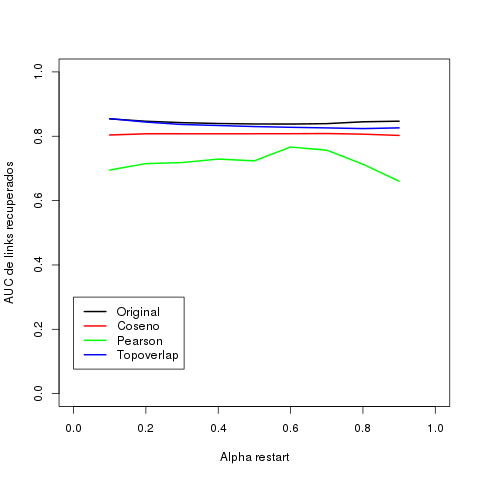 AUC de links recuperados
1.0
0.8
0.6
0.4
0.2
0.0
Original
Coseno
Pearson
Topoverlap
0.0 0.2 0.4 0.6 0.8 1.0
Alpha restart